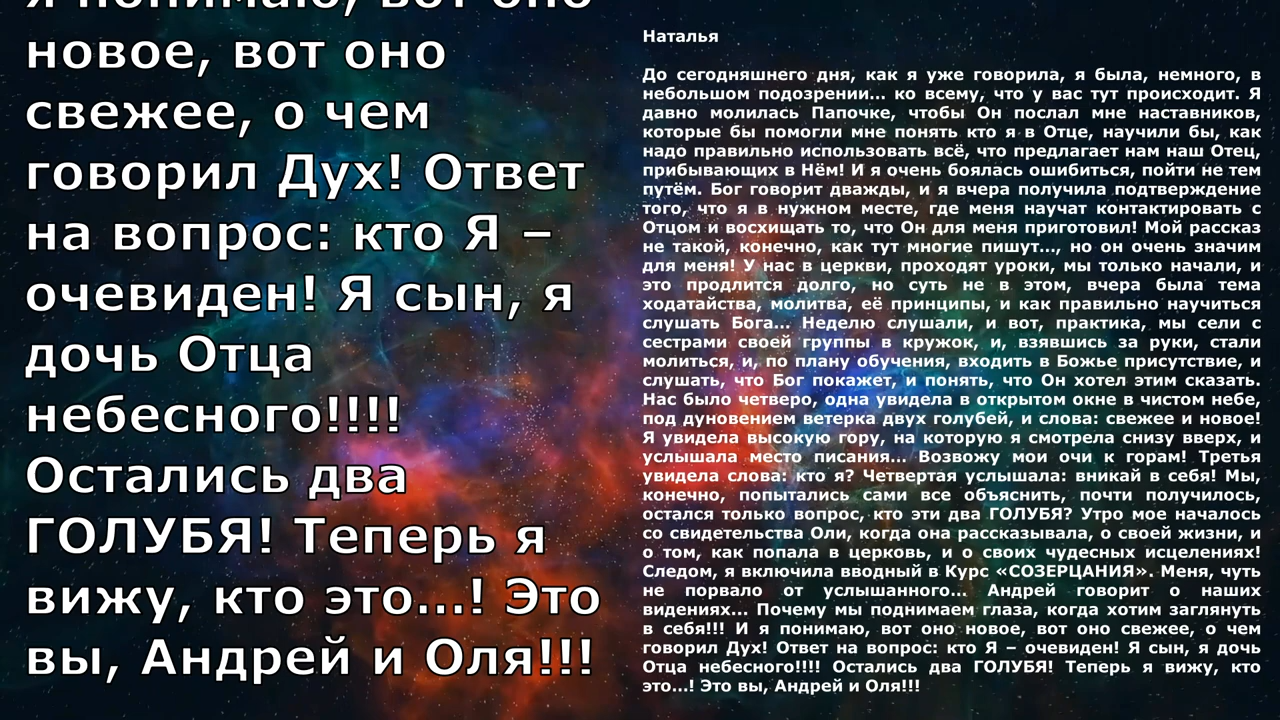 я понимаю, вот оно
новое, вот оно
свежее, о чем
говорил Дух! Ответ
на вопрос: кто Я –
очевиден! Я сын, я
дочь Отца
небесного!!!!
Остались два
ГОЛУБЯ! Теперь я
вижу, кто это...! Это
вы, Андрей и Оля!!!
Наталья
До сегодняшнего дня, как я уже говорила, я была, немного, в
небольшом подозрении... ко всему, что у вас тут происходит. Я
давно молилась Папочке, чтобы Он послал мне наставников,
которые бы помогли мне понять кто я в Отце, научили бы, как
надо правильно использовать всё, что предлагает нам наш Отец,
прибывающих в Нём! И я очень боялась ошибиться, пойти не тем
путём. Бог говорит дважды, и я вчера получила подтверждение
того, что я в нужном месте, где меня научат контактировать с
Отцом и восхищать то, что Он для меня приготовил! Мой рассказ
не такой, конечно, как тут многие пишут..., но он очень значим
для меня! У нас в церкви, проходят уроки, мы только начали, и
это продлится долго, но суть не в этом, вчера была тема
ходатайства, молитва, её принципы, и как правильно научиться
слушать Бога... Неделю слушали, и вот, практика, мы сели с
сестрами своей группы в кружок, и, взявшись за руки, стали
молиться, и, по плану обучения, входить в Божье присутствие, и
слушать, что Бог покажет, и понять, что Он хотел этим сказать.
Нас было четверо, одна увидела в открытом окне в чистом небе,
под дуновением ветерка двух голубей, и слова: свежее и новое!
Я увидела высокую гору, на которую я смотрела снизу вверх, и
услышала место писания... Возвожу мои очи к горам! Третья
увидела слова: кто я? Четвертая услышала: вникай в себя! Мы,
конечно, попытались сами все объяснить, почти получилось,
остался только вопрос, кто эти два ГОЛУБЯ? Утро мое началось
со свидетельства Оли, когда она рассказывала, о своей жизни, и
о том, как попала в церковь, и о своих чудесных исцелениях!
Следом, я включила вводный в Курс «СОЗЕРЦАНИЯ». Меня, чуть
не порвало от услышанного... Андрей говорит о наших
видениях... Почему мы поднимаем глаза, когда хотим заглянуть
в себя!!! И я понимаю, вот оно новое, вот оно свежее, о чем
говорил Дух! Ответ на вопрос: кто Я – очевиден! Я сын, я дочь
Отца небесного!!!! Остались два ГОЛУБЯ! Теперь я вижу, кто
это...! Это вы, Андрей и Оля!!!